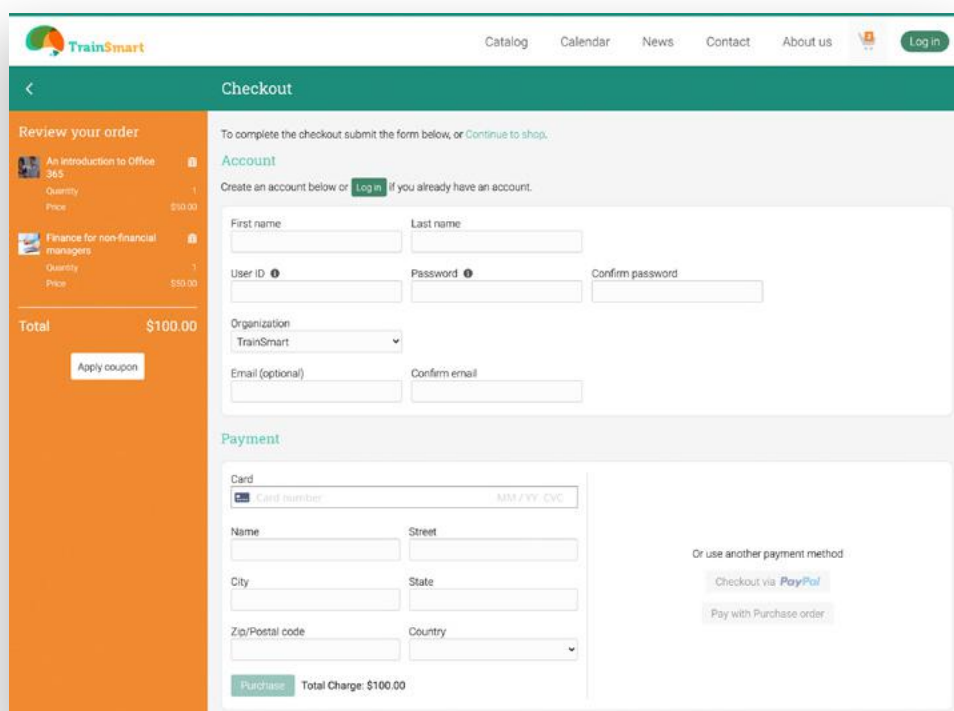 TrainSmart
Catalog Calendar News Contact About us Log in
Checkout
Review your order
An introduction to Office
365
Quantity 1
Price $50.00
Finance for non-financial
managers
Quantity 1
Price $50.00
Total $100.00
Apply coupon
To complete the checkout submit the form below, or Continue to shop.
Account
Create an account below or Log in if you already have an account.
First name Last name
User ID Password Confirm password
Organization
TrainSmart
Email (optional) Confirm email
Payment
Card
Card number MM / YY CVC
Name Street
City State
Zip/Postal code Country
Purchase Total Charge: $100.00
Or use another payment method
Checkout via PayPal
Pay with Purchase order